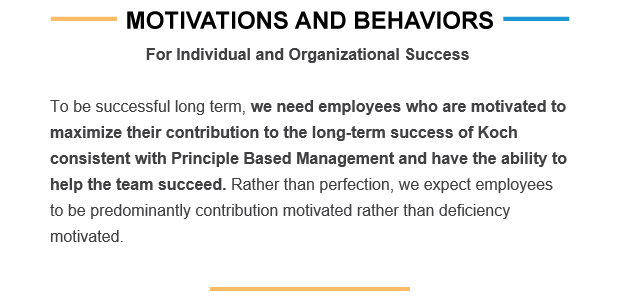 MOTIVATIONS AND BEHAVIORS
For Individual and Organizational Success
To be successful long term, we need employees who are motivated to
maximize their contribution to the long-term success of Koch
consistent with Principle Based Management and have the ability to
help the team succeed. Rather than perfection, we expect employees
to be predominantly contribution motivated rather than deficiency
motivated.